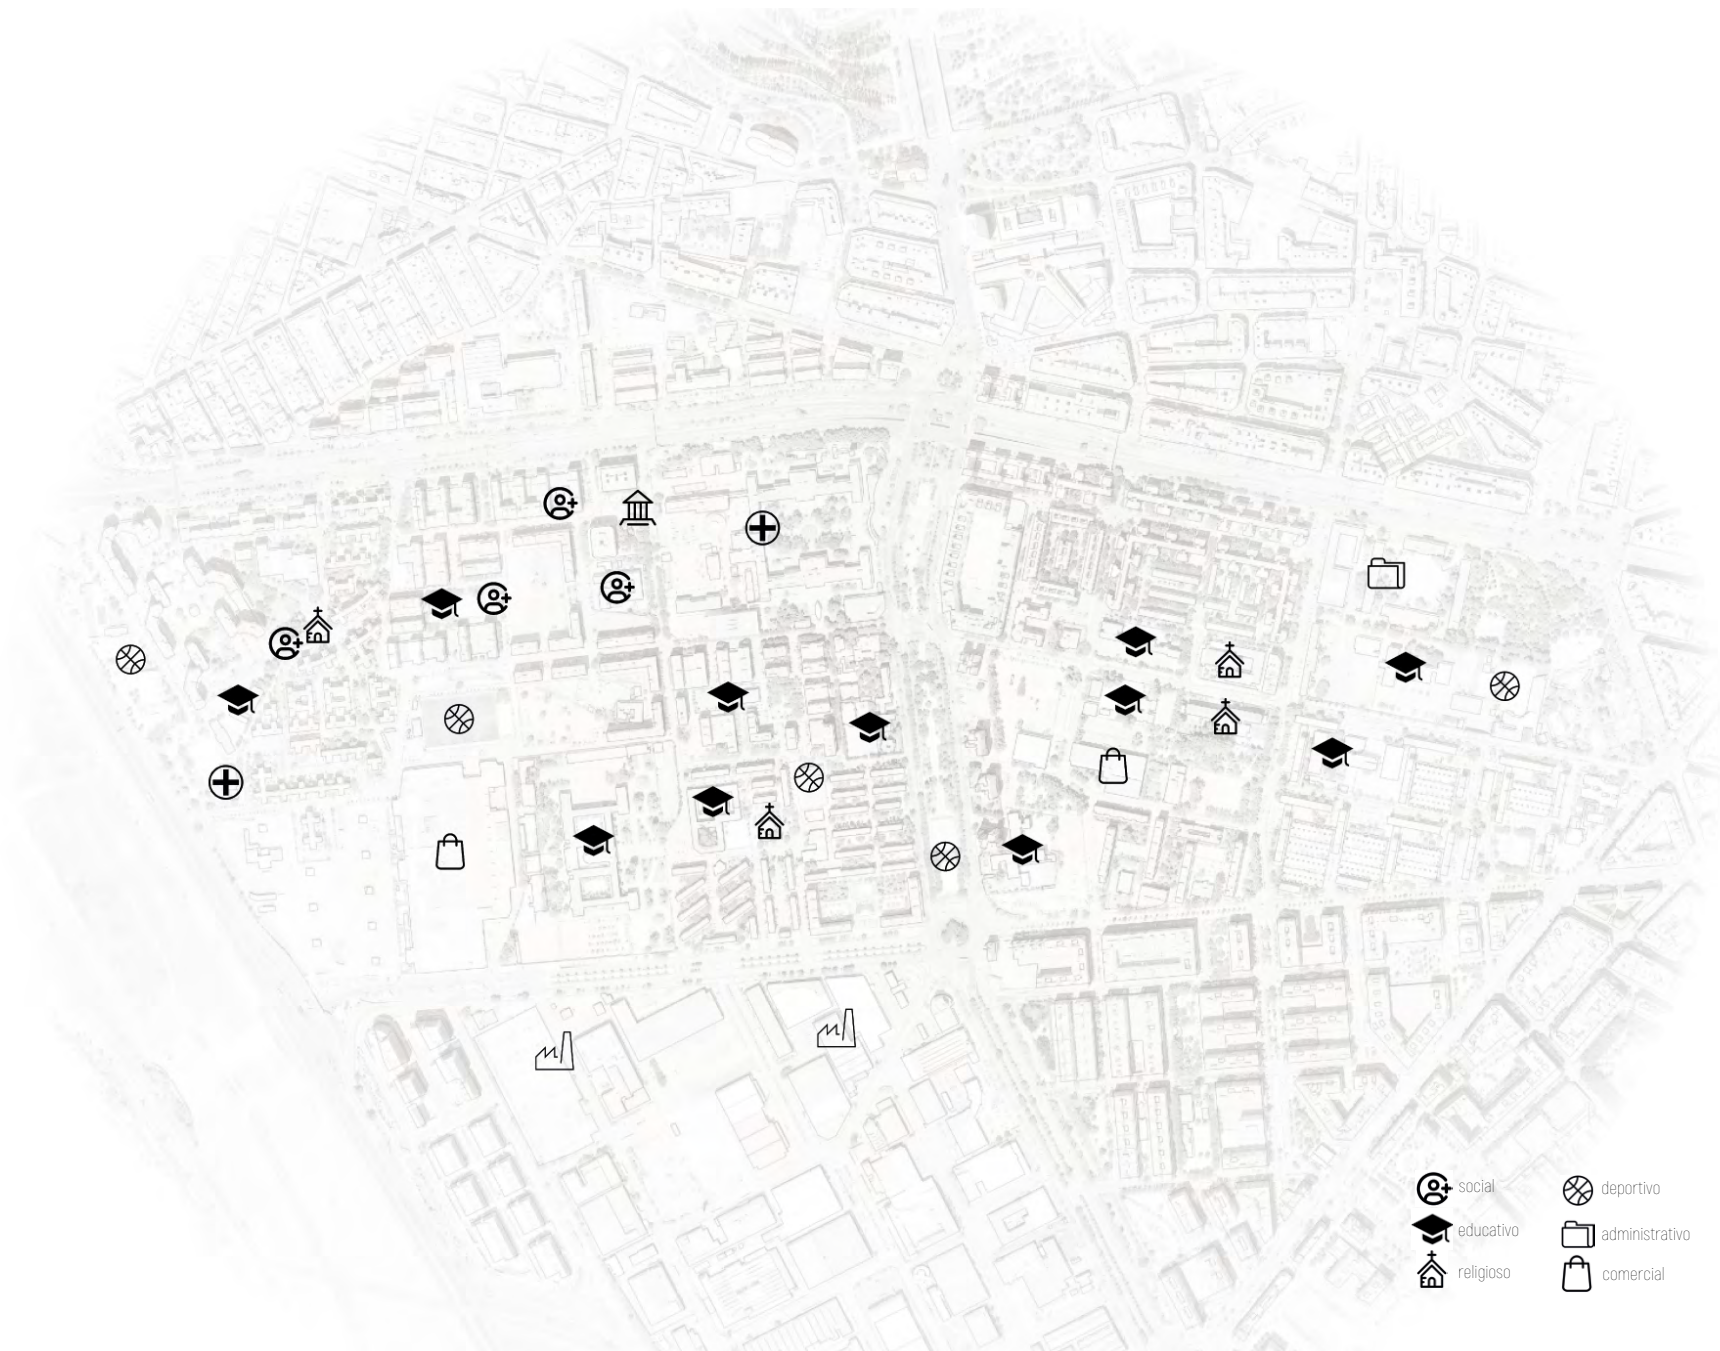 social
deportivo
educativo
administrativo
religioso
comercial